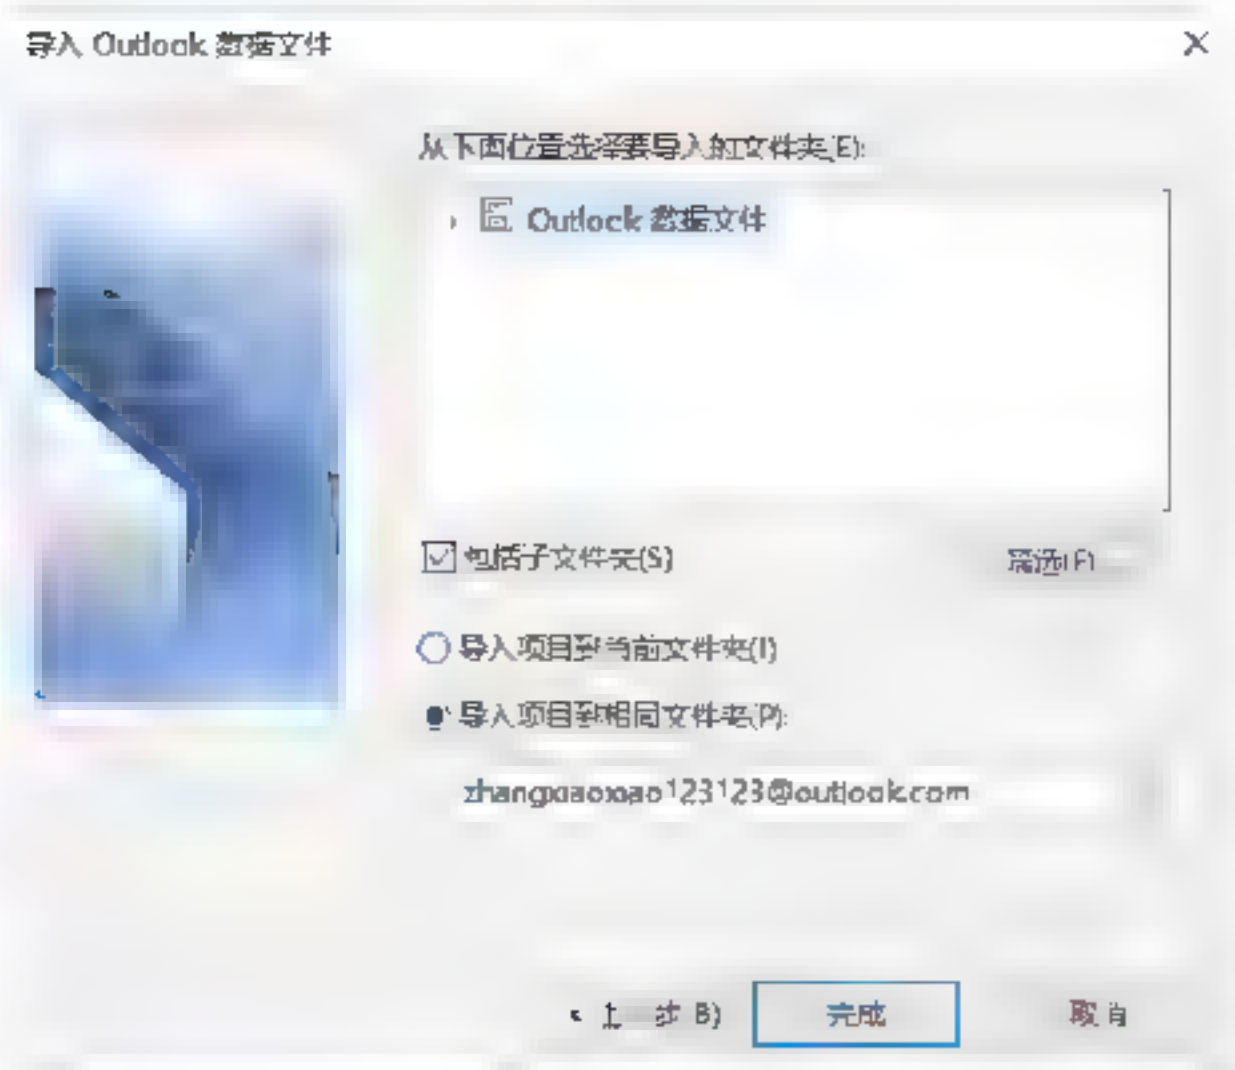 导入 Outlook 数据文件
从下面位置选择要导入的文件夹(E):
Outlook 数据文件
包括子文件夹(S)
筛选(F)
导入项目到当前文件夹(I)
导入项目到相同文件夹(P):
zhangxiaoxiao123123@outlook.com
< 上一步(B)
完成
取消